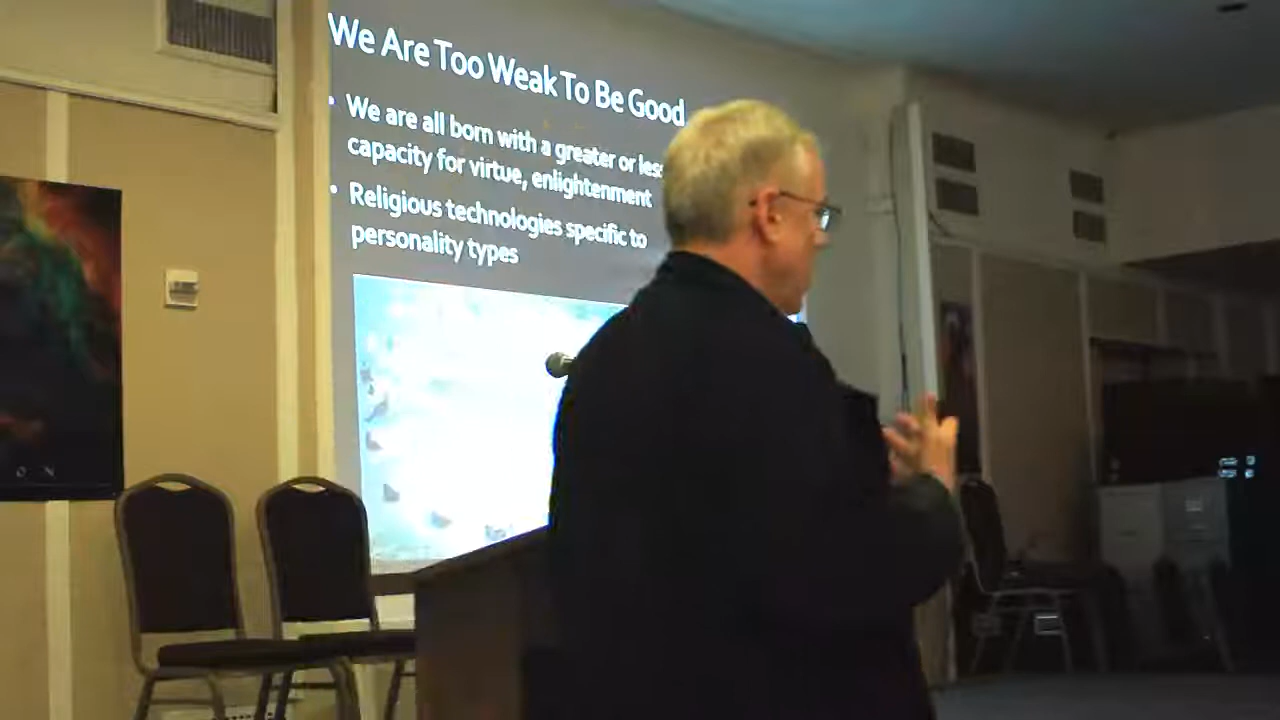 We Are Too Weak To Be Good
• We are all born with a greater or less
capacity for virtue, enlightenment
• Religious technologies specific to
personality types
O N